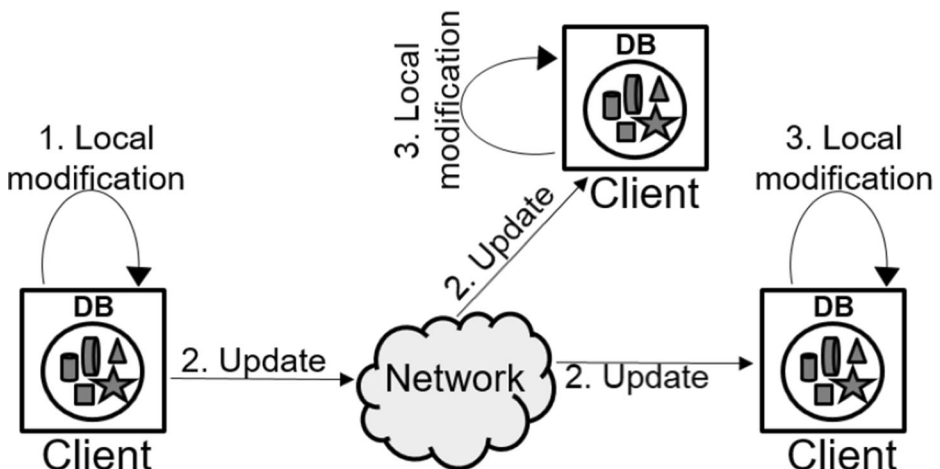 DB
3. Local
modification
Client
1. Local
modification
3. Local
modification
2. Update
DB
Client
2. Update
Network
2. Update
DB
Client